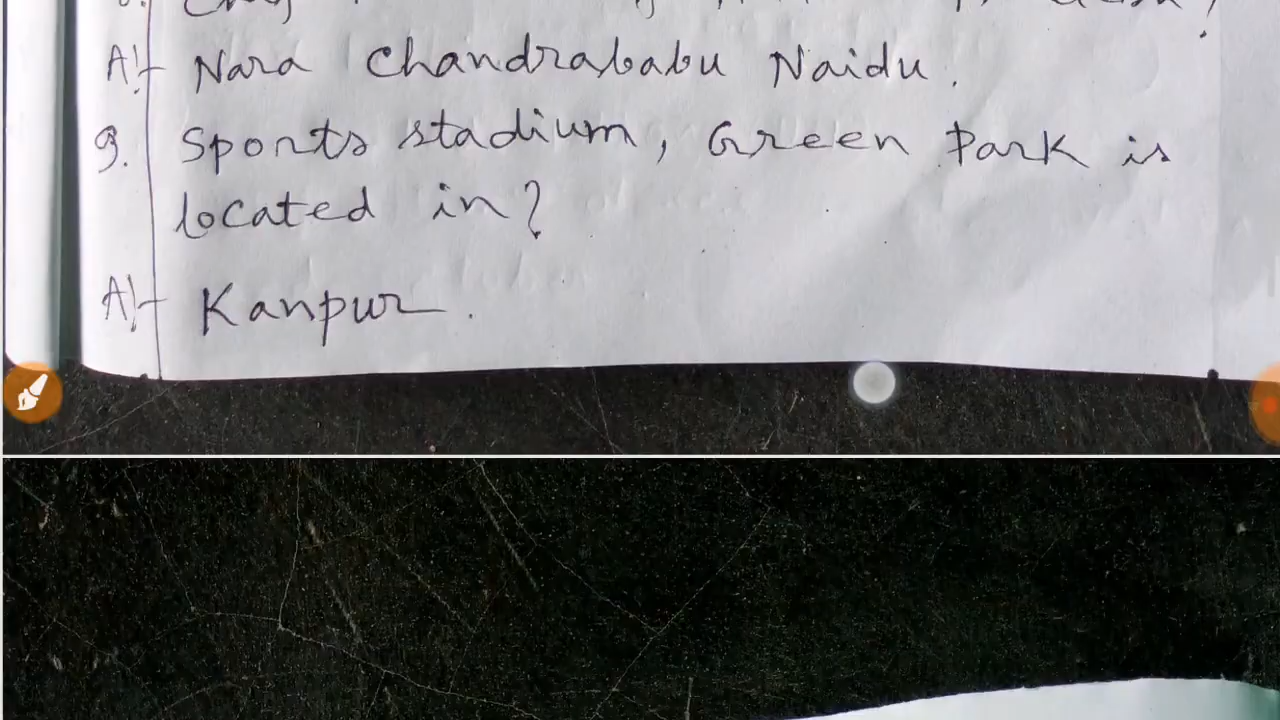 A:- Nara Chandrababu Naidu.
9. Sports stadium, Green Park is
located in?
A:- Kanpur.